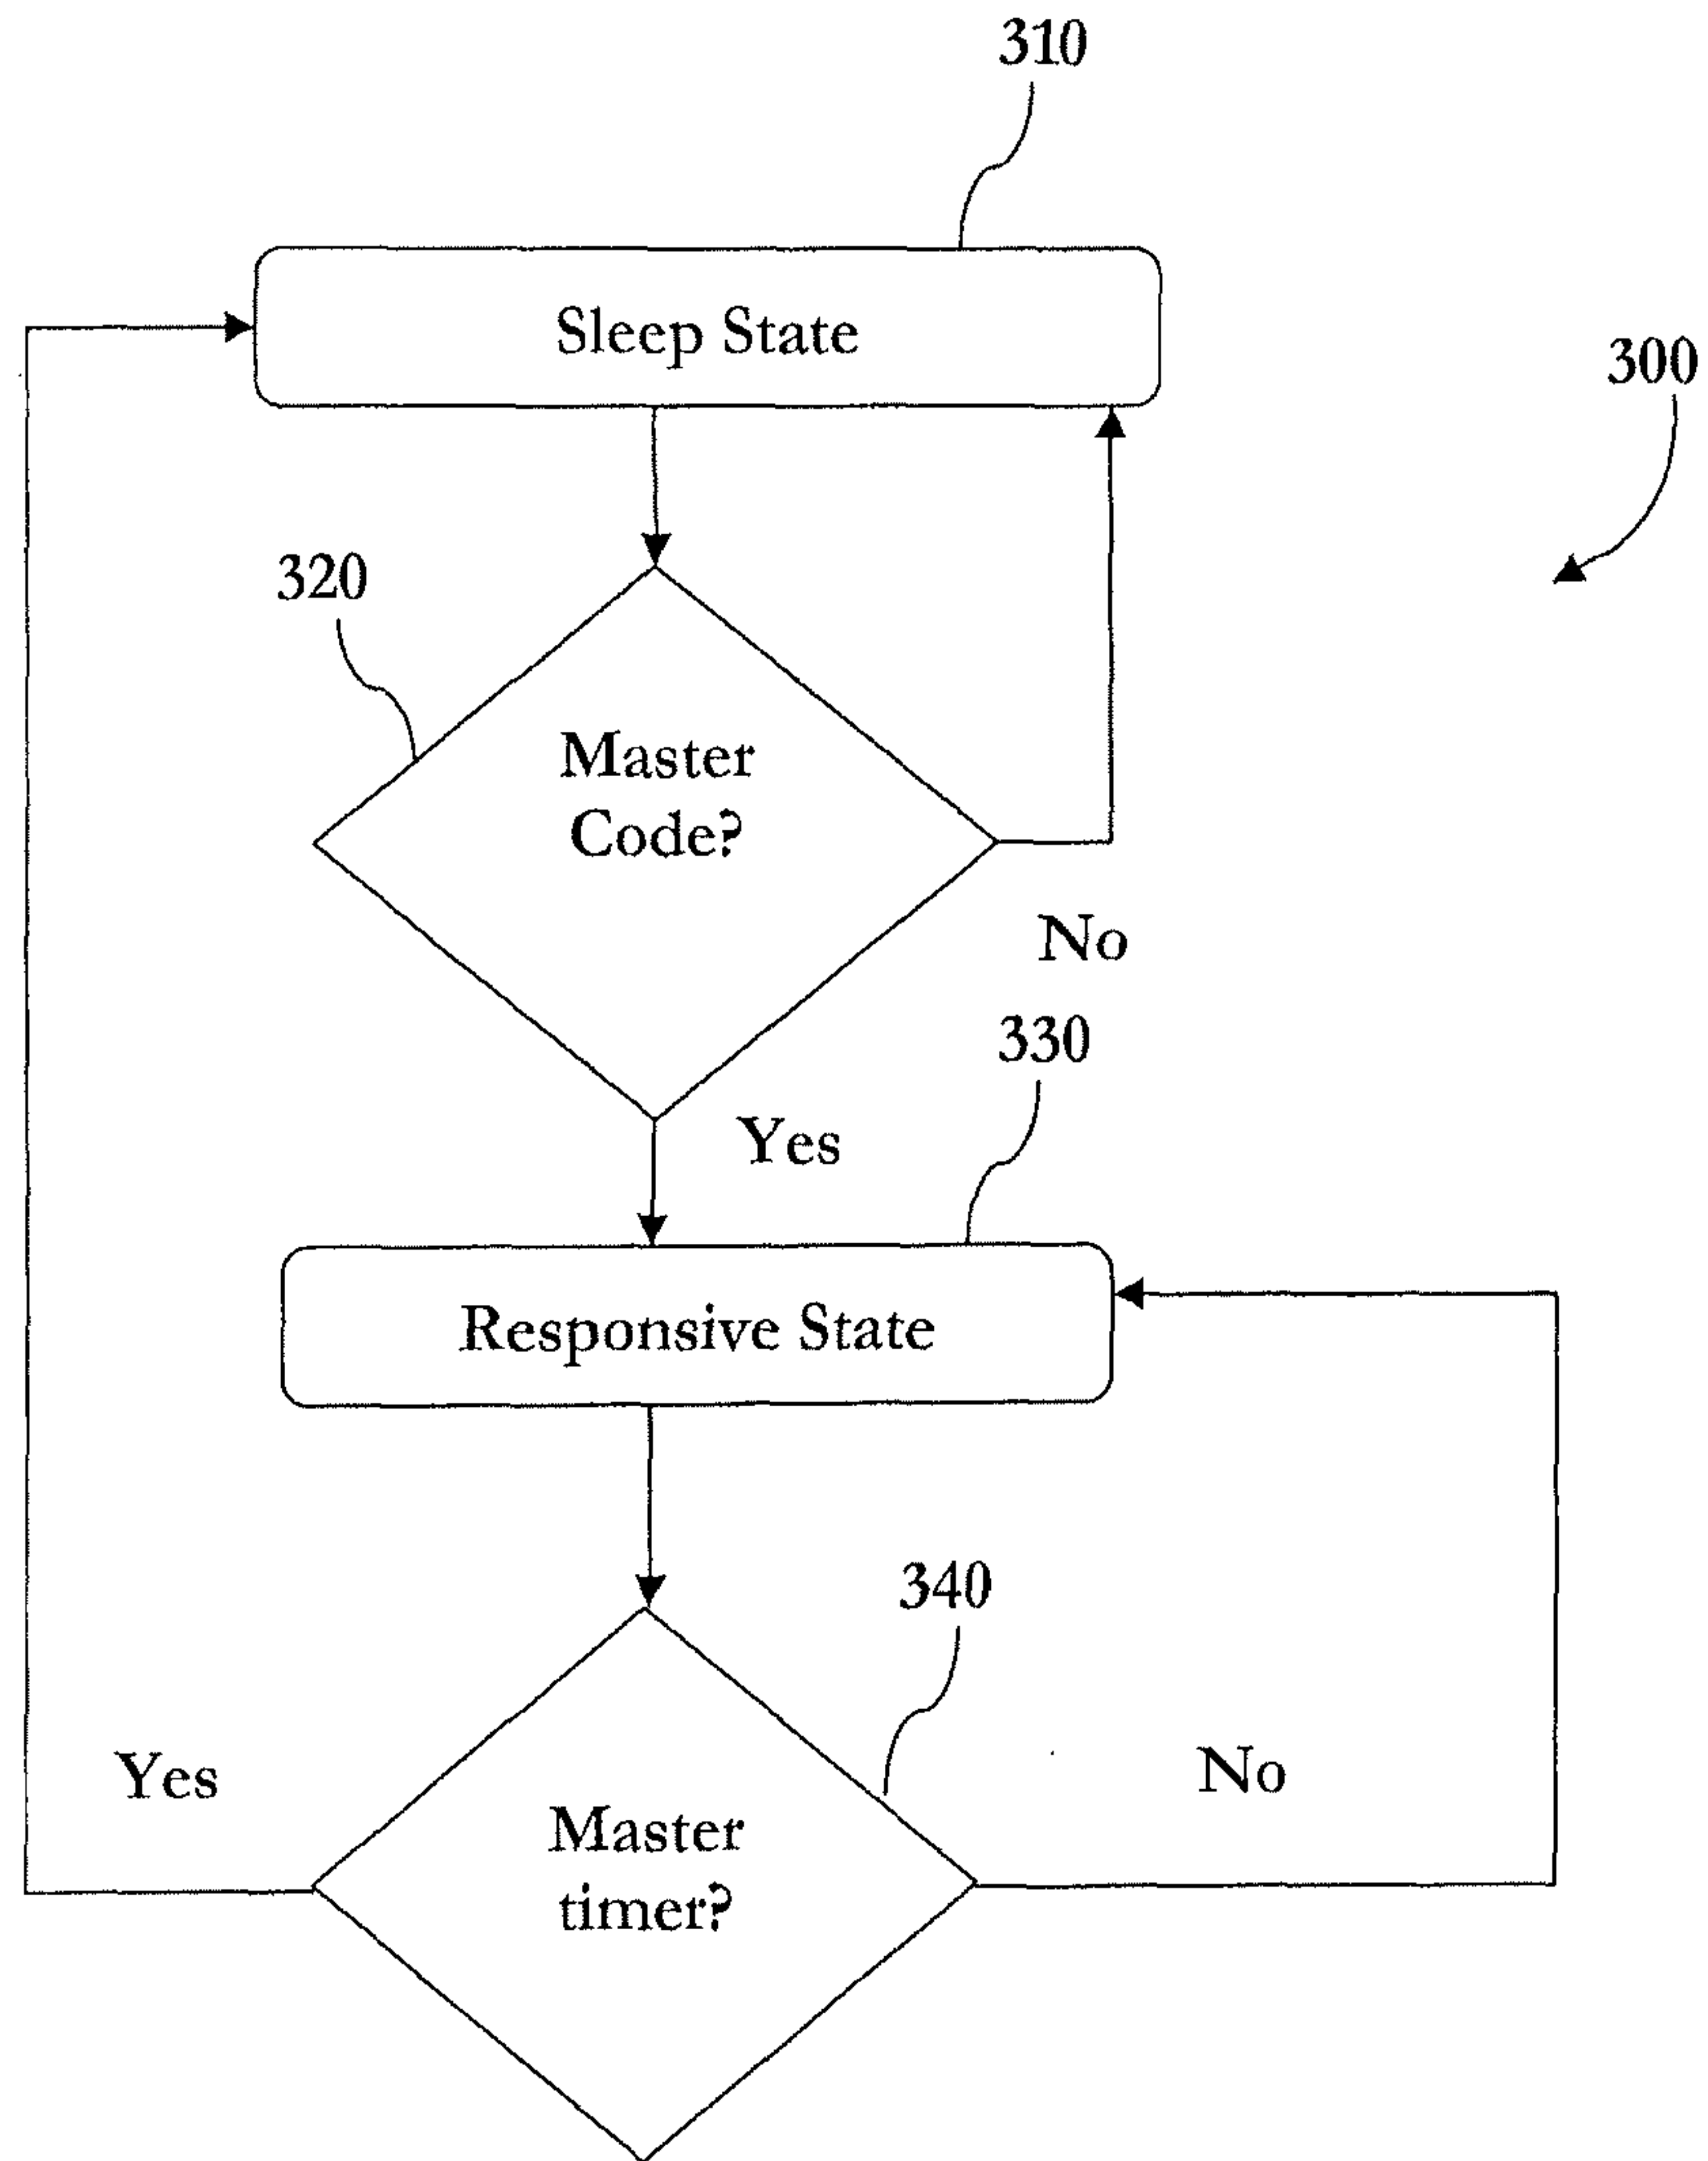 310
Sleep State
300
320
Master
Code?
No
330
Yes
Responsive State
340
Yes
No
Master
timer?